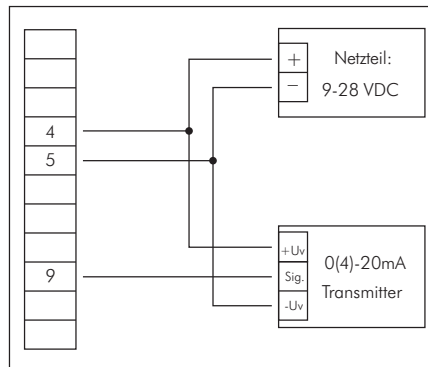 4
5
9
+
−
Netzteil:
9-28 VDC
+Uv
Sig.
-Uv
0(4)-20mA
Transmitter